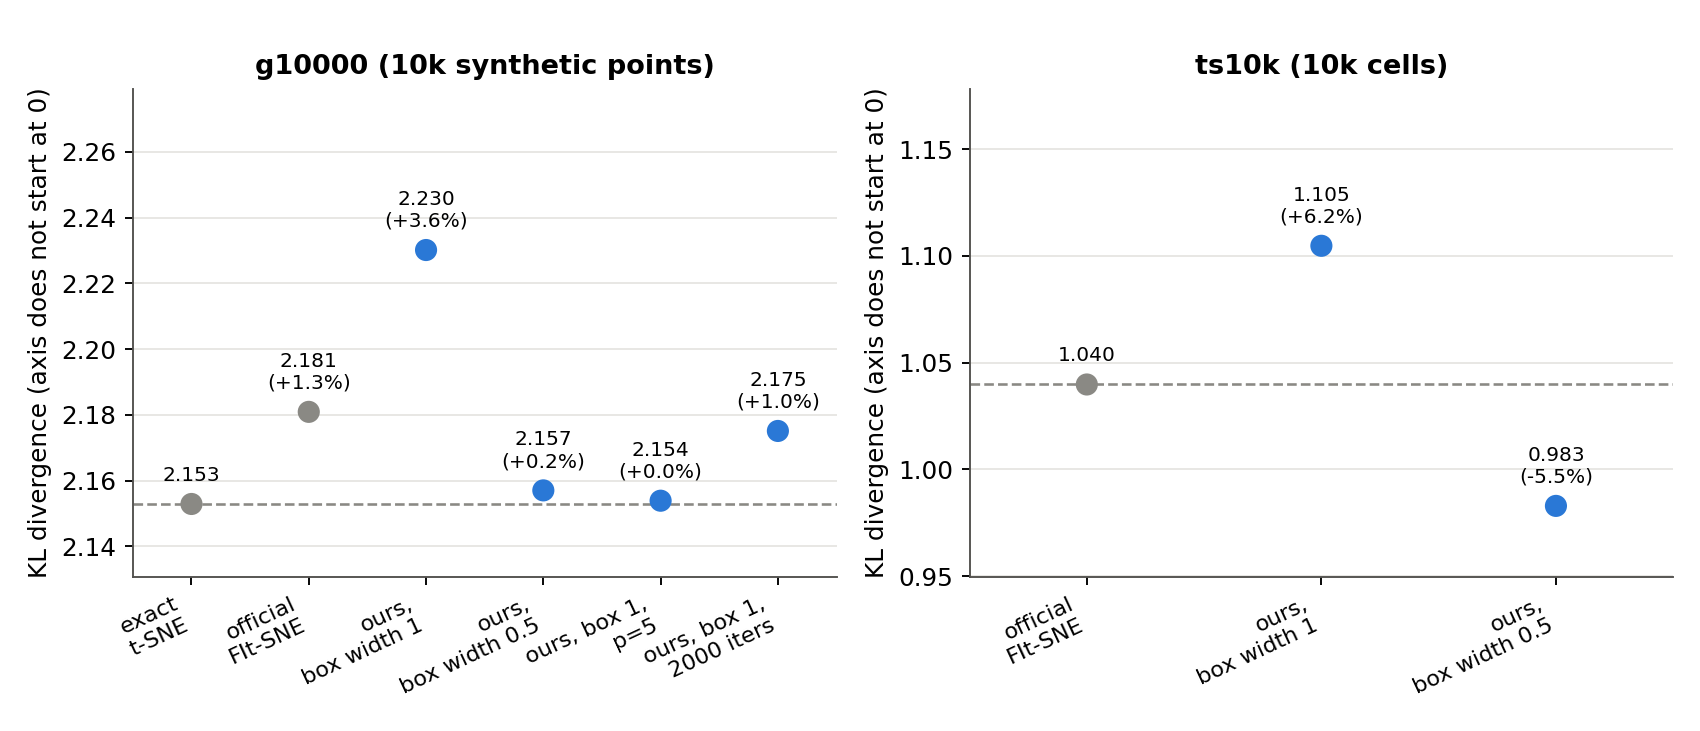 g10000 (10k synthetic points)
KL divergence (axis does not start at 0)
2.26
2.24
2.22
2.20
2.18
2.16
2.14
2.153
2.181
(+1.3%)
2.230
(+3.6%)
2.157
(+0.2%)
2.154
(+0.0%)
2.175
(+1.0%)
exact
t-SNE
official
FIt-SNE
ours,
box width 1
ours,
box width 0.5
ours, box 1,
p=5
ours, box 1,
2000 iters
ts10k (10k cells)
KL divergence (axis does not start at 0)
1.15
1.10
1.05
1.00
0.95
1.040
1.105
(+6.2%)
0.983
(-5.5%)
official
FIt-SNE
ours,
box width 1
ours,
box width 0.5